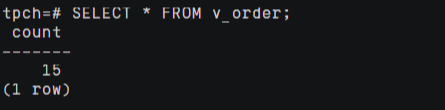 tpch=# SELECT * FROM v_order;
 count
-------
    15
(1 row)